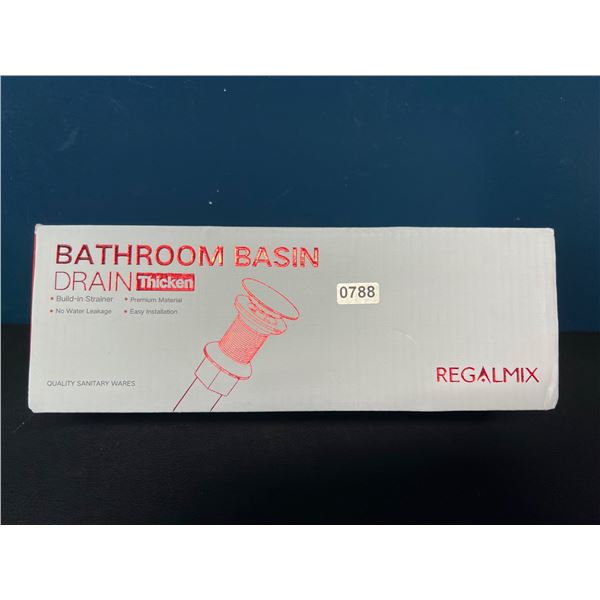 BATHROOM BASIN
DRAIN Thicken
• Build-in Strainer • Premium Material
• No Water Leakage • Easy Installation
0788
REGALMIX
QUALITY SANITARY WARES